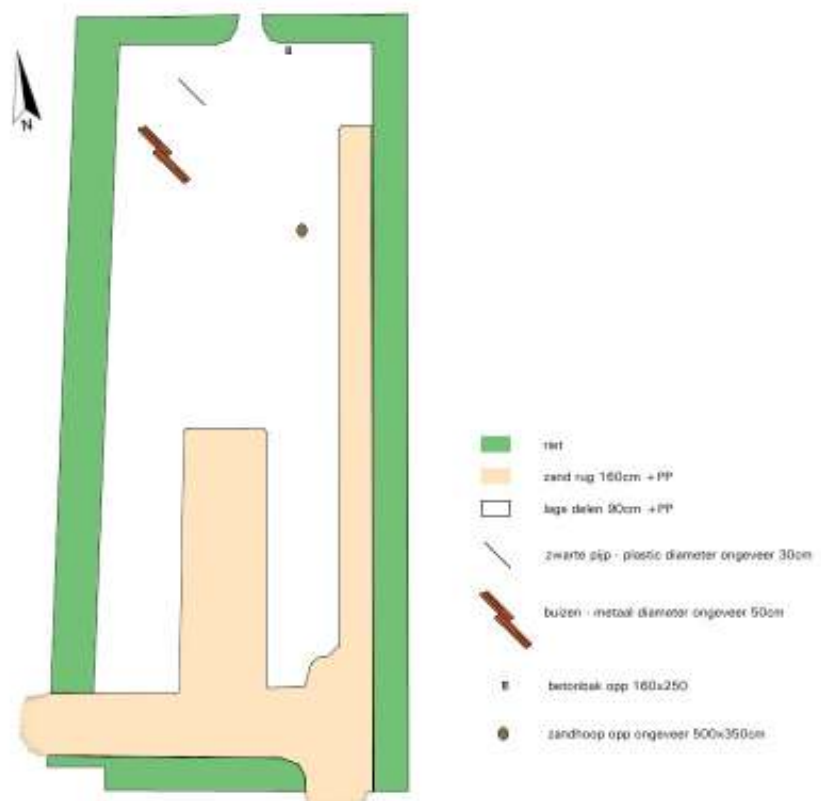 N
riet
zand rug 160cm +PP
lage delen 90cm +PP
zwarte pijp - plastic diameter ongeveer 30cm
buizen - metaal diameter ongeveer 50cm
betonbak opp 160x250
zandhoop opp ongeveer 500x350cm